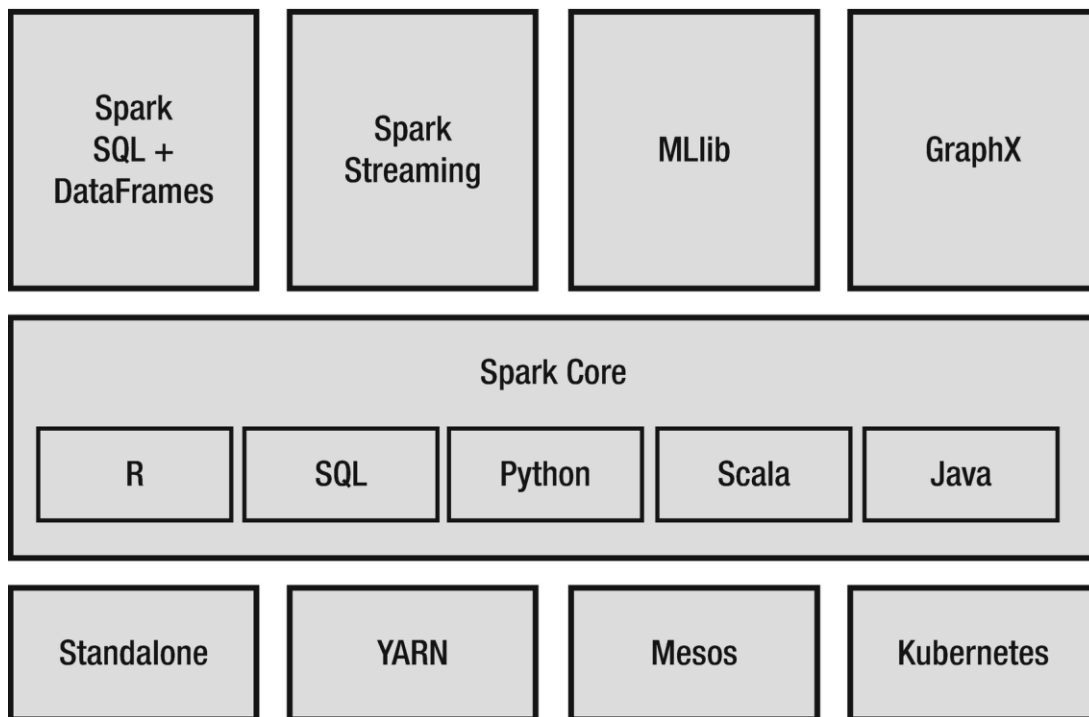 Spark
SQL +
DataFrames
Spark
Streaming
MLlib
GraphX
Spark Core
R
SQL
Python
Scala
Java
Standalone
YARN
Mesos
Kubernetes